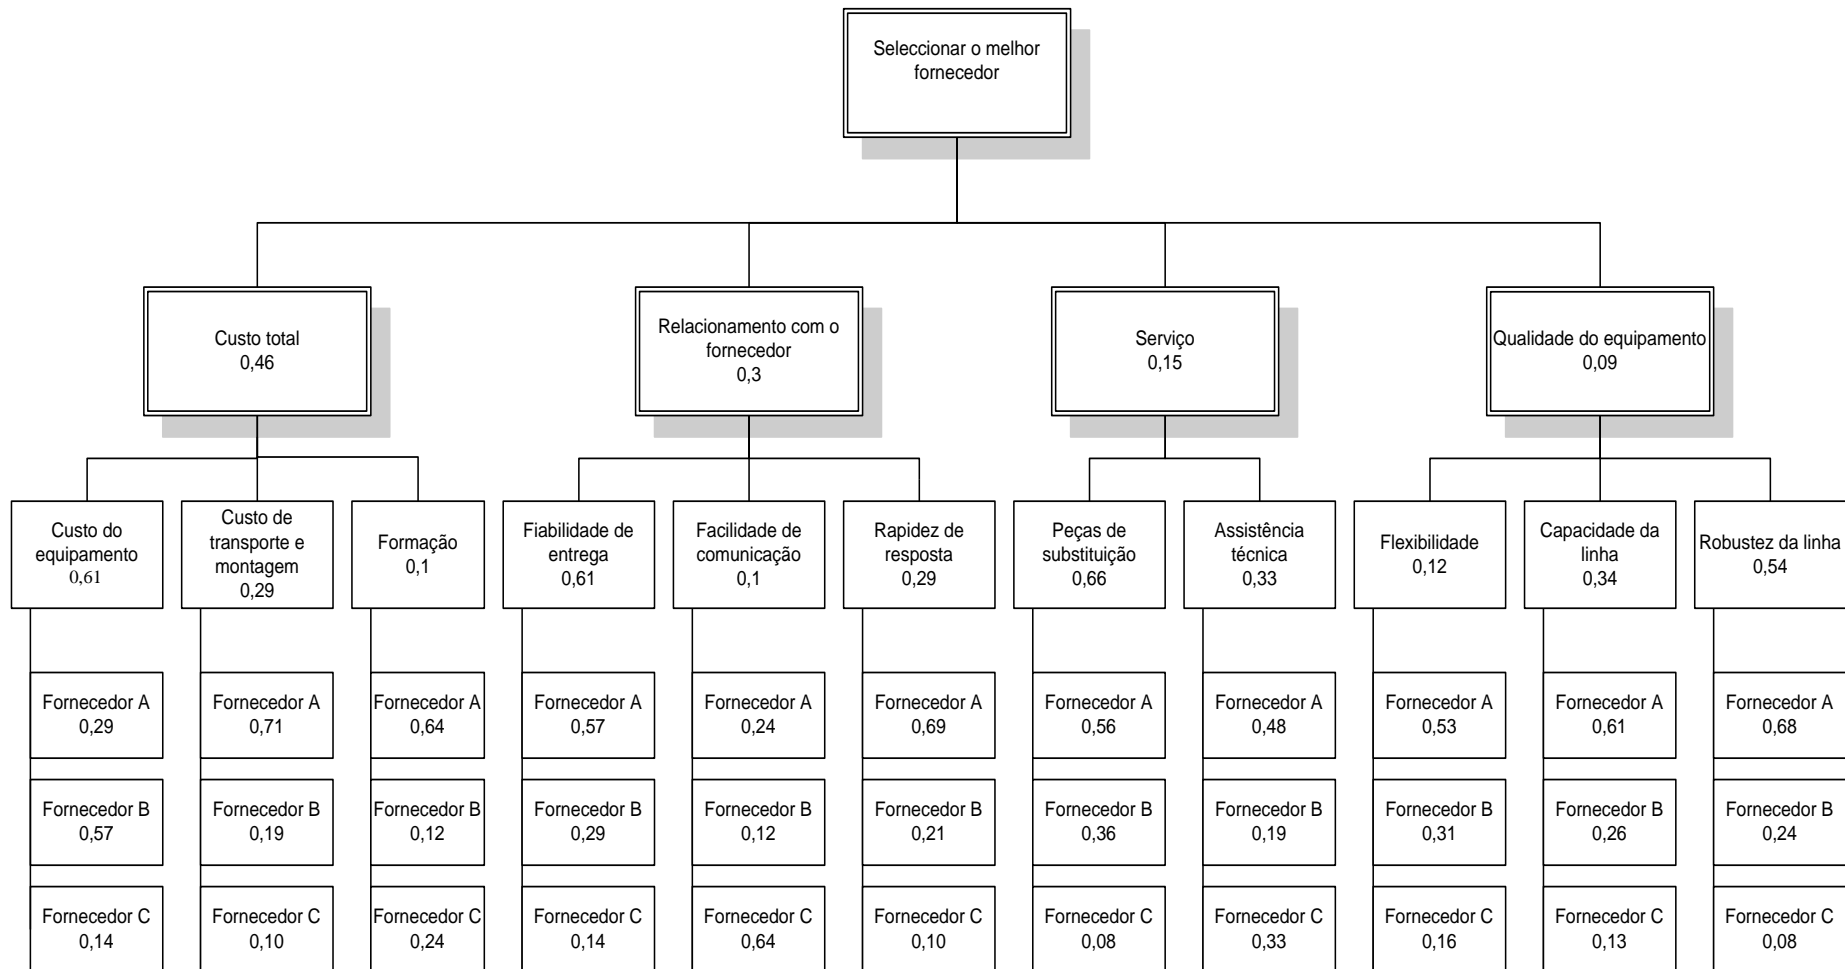 Seleccionar o melhor
fornecedor
Custo total
0,46
Relacionamento com o
fornecedor
0,3
Serviço
0,15
Qualidade do equipamento
0,09
Custo do
equipamento
0,61
Custo de
transporte e
montagem
0,29
Formação
0,1
Fiabilidade de
entrega
0,61
Facilidade de
comunicação
0,1
Rapidez de
resposta
0,29
Peças de
substituição
0,66
Assistência
técnica
0,33
Flexibilidade
0,12
Capacidade da
linha
0,34
Robustez da linha
0,54
Fornecedor A
0,29
Fornecedor A
0,71
Fornecedor A
0,64
Fornecedor A
0,57
Fornecedor A
0,24
Fornecedor A
0,69
Fornecedor A
0,56
Fornecedor A
0,48
Fornecedor A
0,53
Fornecedor A
0,61
Fornecedor A
0,68
Fornecedor B
0,57
Fornecedor B
0,19
Fornecedor B
0,12
Fornecedor B
0,29
Fornecedor B
0,12
Fornecedor B
0,21
Fornecedor B
0,36
Fornecedor B
0,19
Fornecedor B
0,31
Fornecedor B
0,26
Fornecedor B
0,24
Fornecedor C
0,14
Fornecedor C
0,10
Fornecedor C
0,24
Fornecedor C
0,14
Fornecedor C
0,64
Fornecedor C
0,10
Fornecedor C
0,08
Fornecedor C
0,33
Fornecedor C
0,16
Fornecedor C
0,13
Fornecedor C
0,08